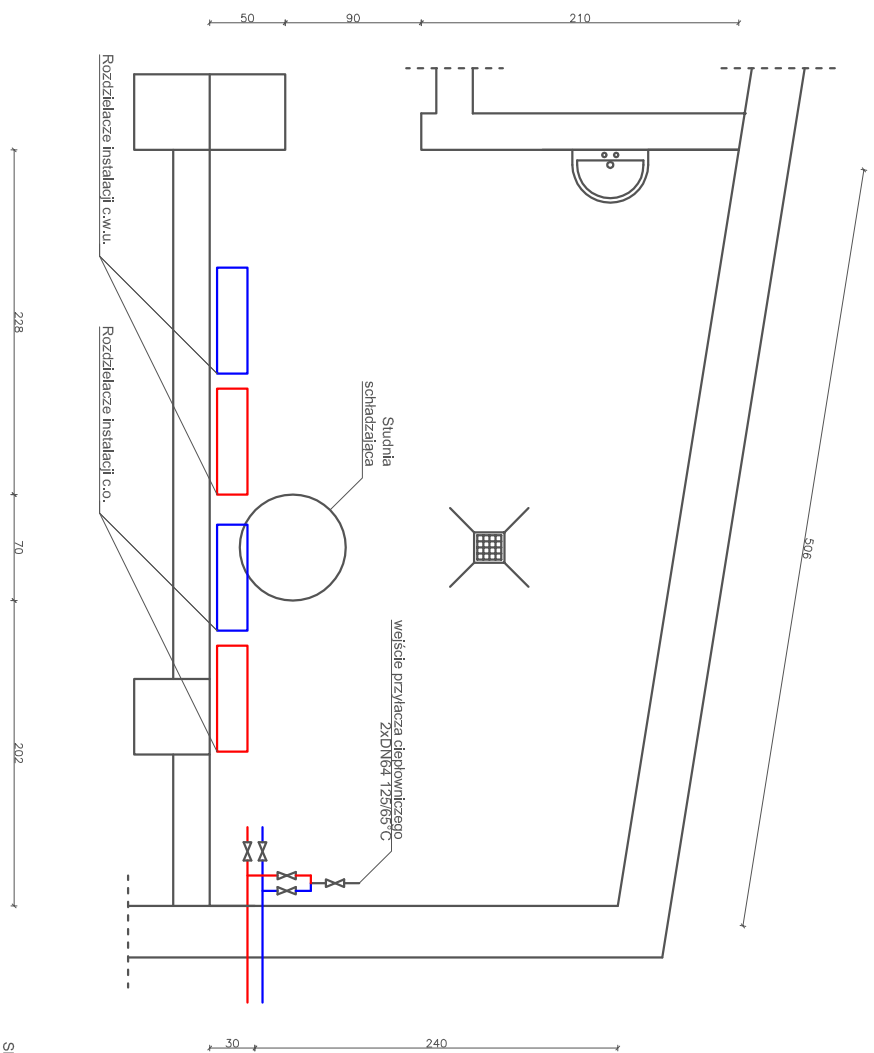 50
90
210
Rozdzielacze instalacji c.w.u.
228
Rozdzielacze instalacji c.o.
Studnia
schładzająca
70
506
wejście przyłącza ciepłowniczego
2xDN64 125/65°C
202
30
240